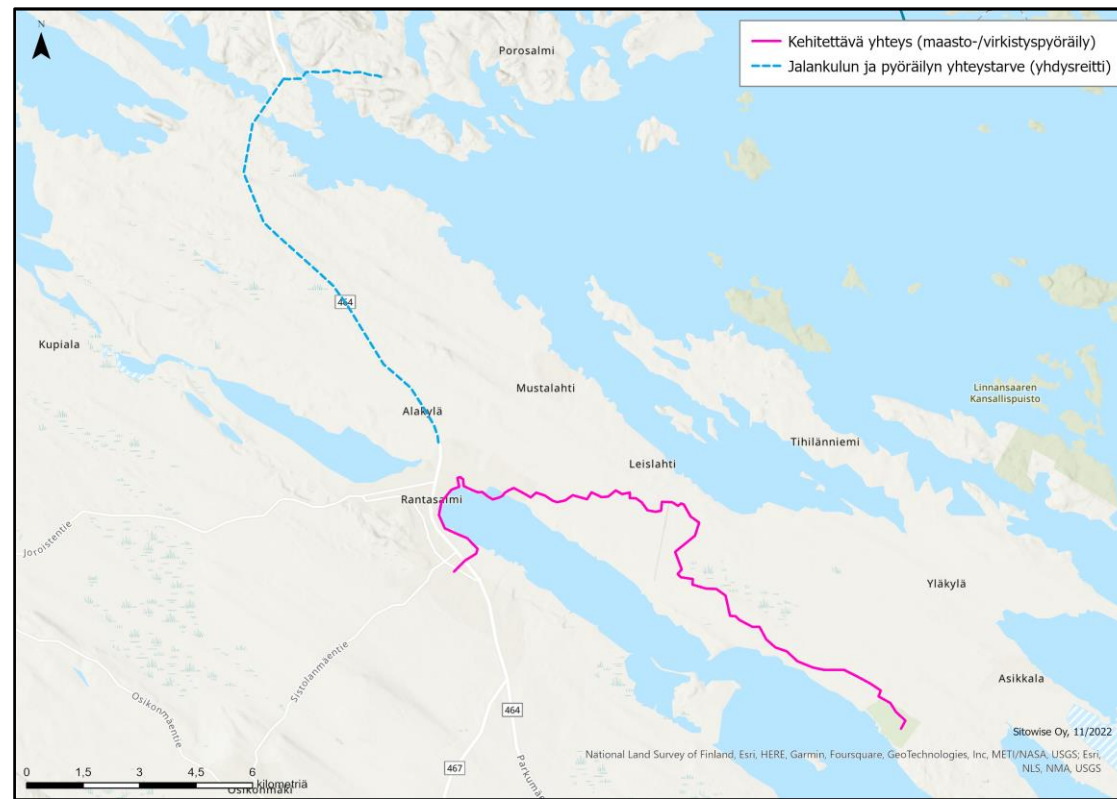 N
Porosalmi
Kehitettävä yhteys (maasto-/virkistyspyöräily)
Jalankulun ja pyöräilyn yhteystarve (yhdysreitti)
464
Kupiala
Mustalahti
Linnansaaren
Kansallispuisto
Alakylä
Tihilänniemi
Leislahti
Rantasalmi
Joroistentie
Yläkylä
Sistolanmäentie
Asikkala
Osikonmäentie
464
Parkumäentie
Sitowise Oy, 11/2022
National Land Survey of Finland, Esri, HERE, Garmin, Foursquare, GeoTechnologies, Inc, METI/NASA, USGS; Esri,
NLS, NMA, USGS
467
0 1,5 3 4,5 6
kilometriä
Osikonmäki